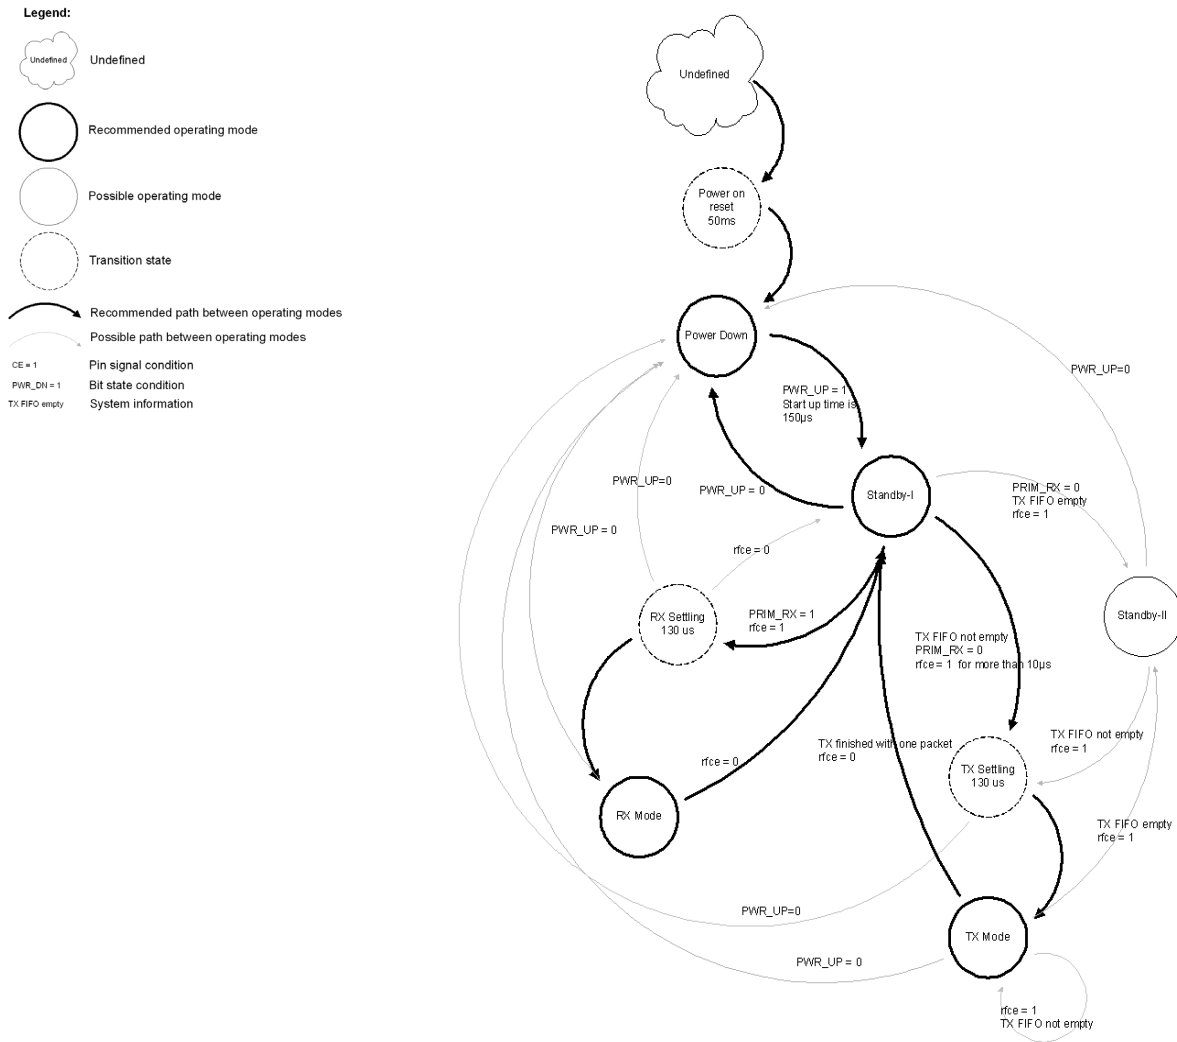 Legend:
Undefined
Undefined
Recommended operating mode
Possible operating mode
Transition state
Recommended path between operating modes
Possible path between operating modes
CE = 1
Pin signal condition
PWR_DN = 1
Bit state condition
TX FIFO empty
System information
Undefined
Power on
reset
50ms
Power Down
PWR_UP=0
PWR_UP = 1
Start up time is
150µs
PWR_UP=0
PWR_UP = 0
Standby-I
PRIM_RX = 0
TX FIFO empty
rfce = 1
PWR_UP = 0
rfce = 0
RX Settling
130 us
PRIM_RX = 1
rfce = 1
Standby-II
TX FIFO not empty
PRIM_RX = 0
rfce = 1 for more than 10µs
TX FIFO not empty
rfce = 1
TX finished with one packet
rfce = 0
rfce = 0
TX Settling
130 us
RX Mode
TX FIFO empty
rfce = 1
PWR_UP=0
TX Mode
PWR_UP = 0
rfce = 1
TX FIFO not empty